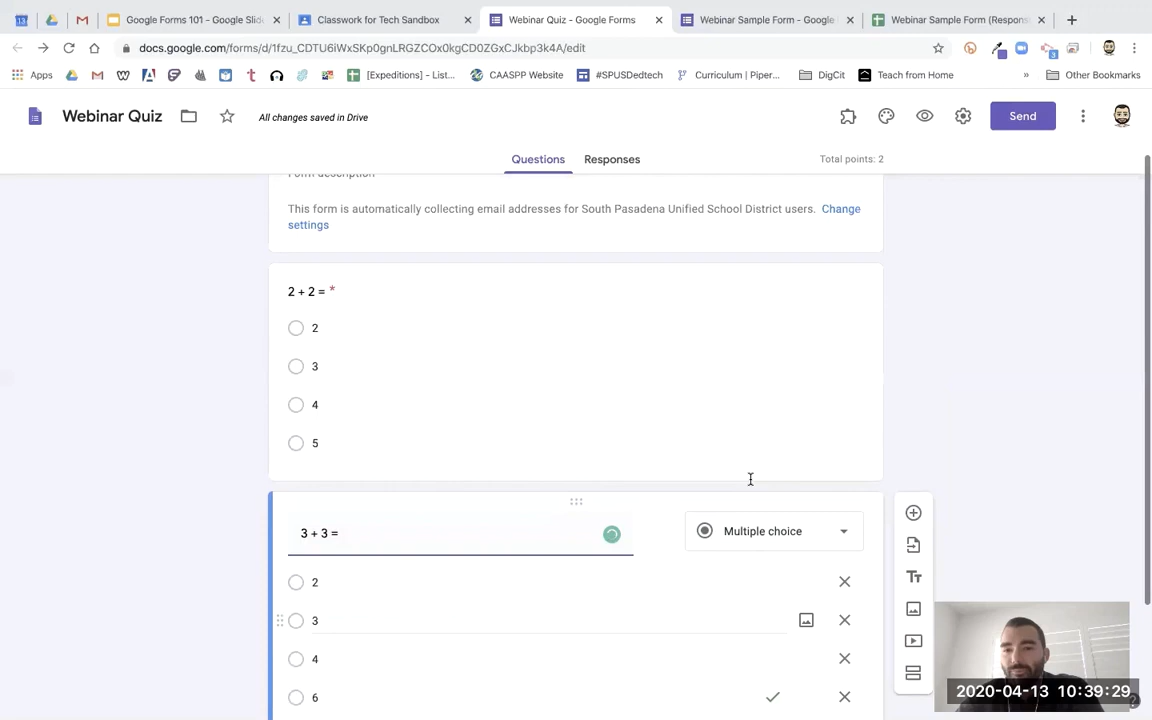 Google Forms 101 - Google Slid
Classwork for Tech Sandbox
Webinar Quiz - Google Forms
Webinar Sample Form - Google
Webinar Sample Form (Respons
docs.google.com/forms/d/1fzu_CDTU6iWxSKp0gnLRGZCOx0kgCD0ZGxCJkbp3k4A/edit
Apps
[Expeditions] - List...
CAASPP Website
#SPUSDedtech
Curriculum | Piper...
DigCit
Teach from Home
»
Other Bookmarks
Webinar Quiz
All changes saved in Drive
Send
Questions
Responses
Total points: 2
Form description
This form is automatically collecting email addresses for South Pasadena Unified School District users. Change
settings
2 + 2 = *
2
3
4
5
3 + 3 =
Multiple choice
2
3
4
6
2020-04-13 10:39:29